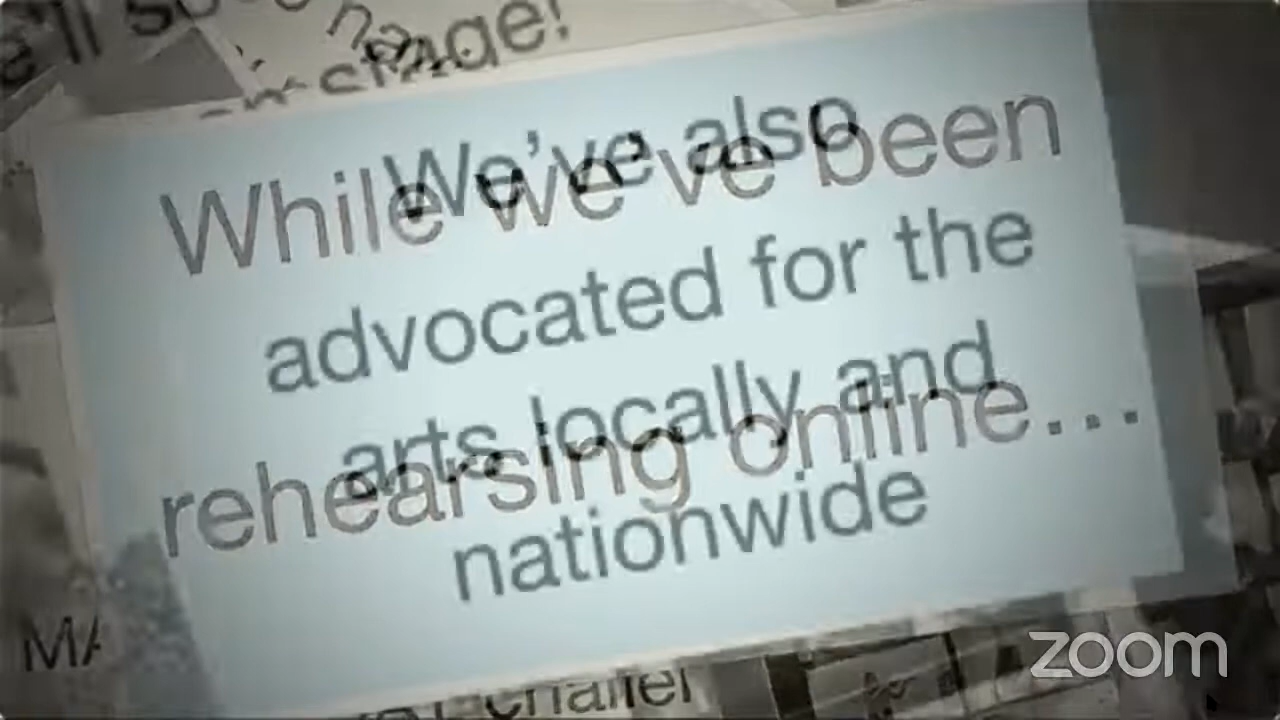 While we've been
rehearsing online...
We've also
advocated for the
arts locally and
nationwide
zoom